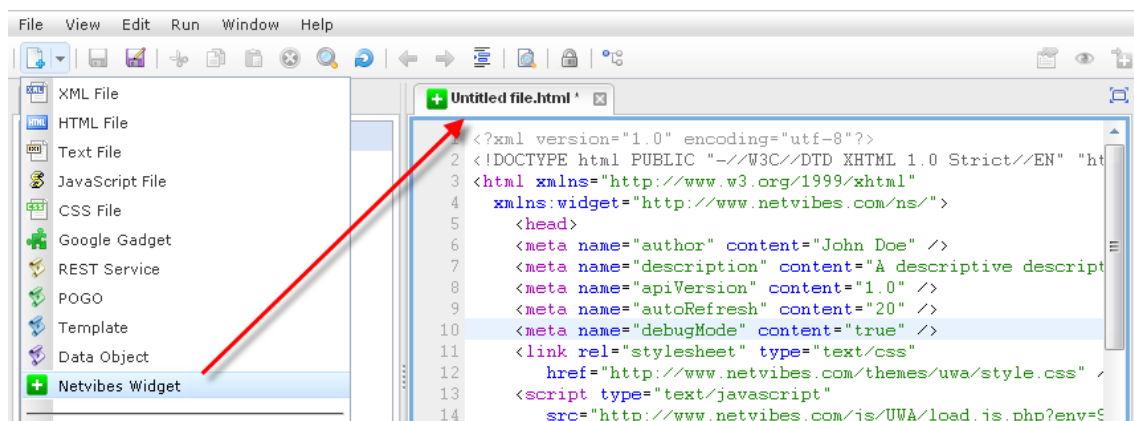 File View Edit Run Window Help
XML File
HTML File
Text File
JavaScript File
CSS File
Google Gadget
REST Service
POGO
Template
Data Object
Netvibes Widget
Untitled file.html *
1 <?xml version="1.0" encoding="utf-8"?>
2 <!DOCTYPE html PUBLIC "-//W3C//DTD XHTML 1.0 Strict//EN" "ht
3 <html xmlns="http://www.w3.org/1999/xhtml"
4 xmlns:widget="http://www.netvibes.com/ns/">
5 <head>
6 <meta name="author" content="John Doe" />
7 <meta name="description" content="A descriptive descript
8 <meta name="apiVersion" content="1.0" />
9 <meta name="autoRefresh" content="20" />
10 <meta name="debugMode" content="true" />
11 <link rel="stylesheet" type="text/css"
12 href="http://www.netvibes.com/themes/uwa/style.css" /
13 <script type="text/javascript"
14 src="http://www.netvibes.com/js/UWA/load.js.php?env=S